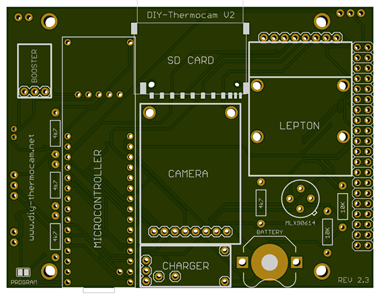 DIY-Thermocam V2
BOOSTER
SD CARD
LEPTON
4k7
www.diy-thermocam.net
MICROCONTROLLER
CAMERA
4k7
4k7
4k7
MLX90614
10K
10K
BATTERY
CHARGER
PROGRAM
REV 2.3